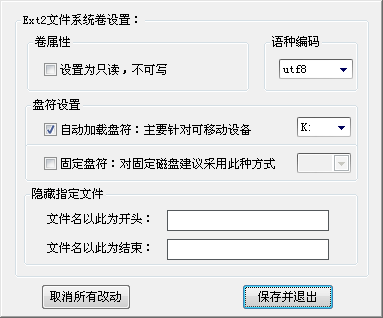 Ext2文件系统卷设置：
卷属性
语种编码
设置为只读，不可写
utf8
盘符设置
自动加载盘符：主要针对可移动设备
K:
固定盘符：对固定磁盘建议采用此种方式
隐藏指定文件
文件名以此为开头：
文件名以此为结束：
取消所有改动
保存并退出